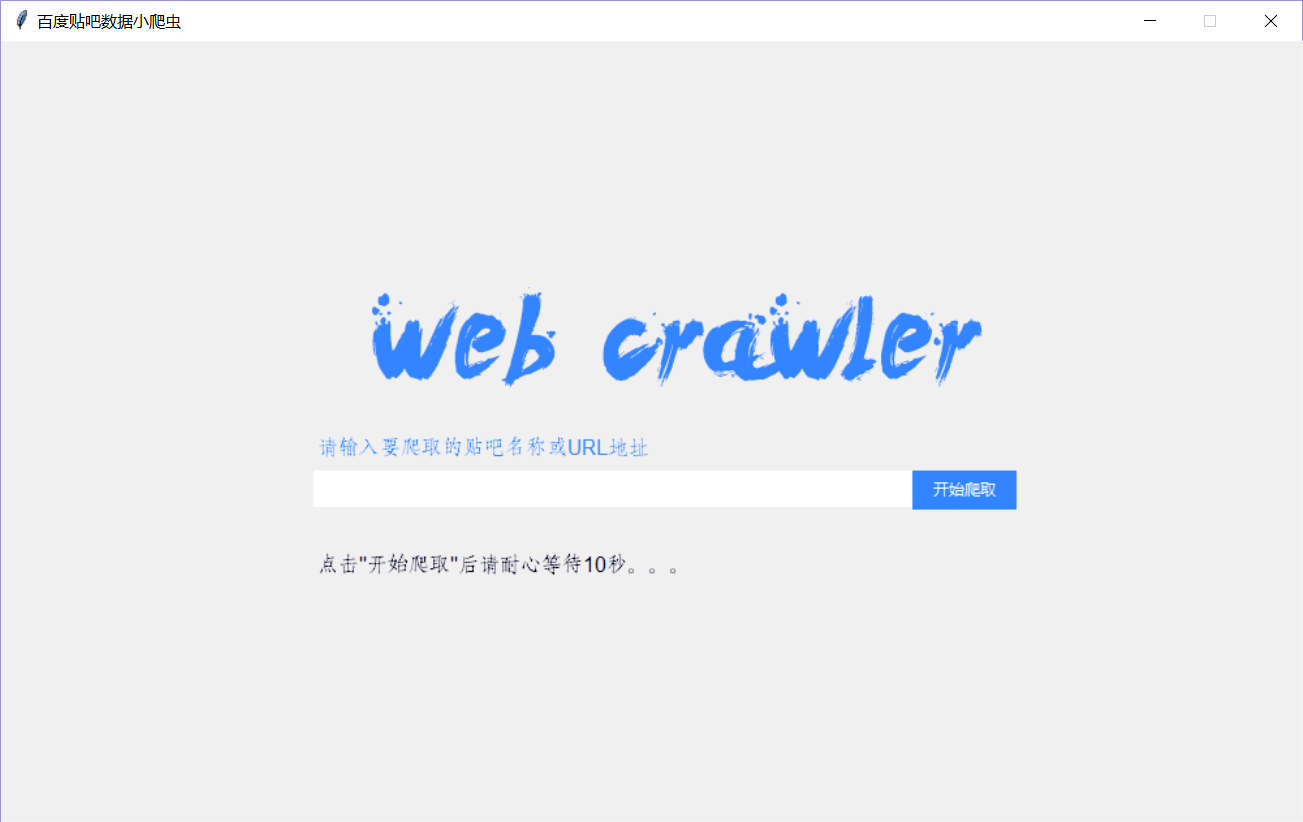 百度贴吧数据小爬虫
web crawler
请输入要爬取的贴吧名称或URL地址
开始爬取
点击"开始爬取"后请耐心等待10秒。。。